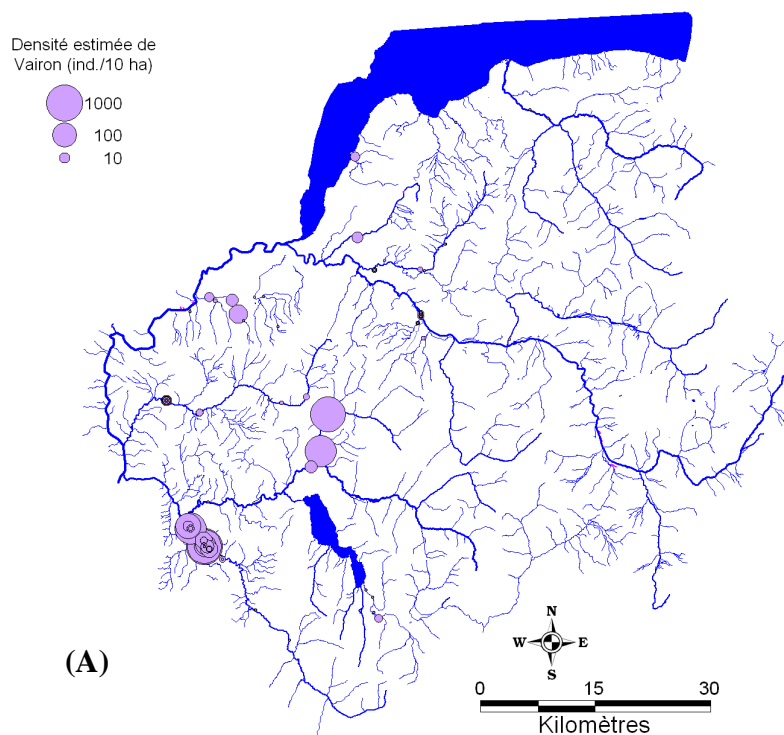 Densité estimée de
Vairon (ind./10 ha)
1000
100
10
(A)
N
W E
S
0 15 30
Kilomètres